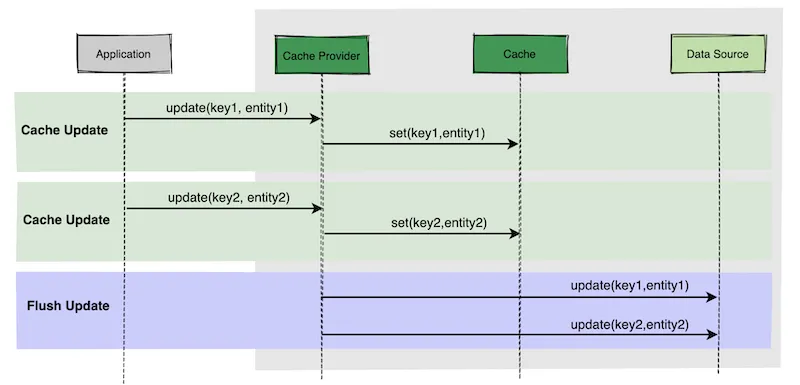 Application
Cache Provider
Cache
Data Source
update(key1, entity1)
Cache Update
set(key1,entity1)
update(key2, entity2)
Cache Update
set(key2,entity2)
update(key1,entity1)
Flush Update
update(key2,entity2)